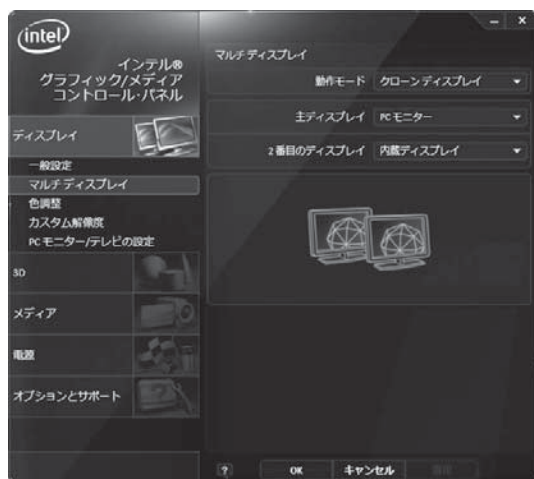 intel
インテル®
グラフィック/メディア
コントロール・パネル
ディスプレイ
一般設定
マルチ ディスプレイ
色調整
カスタム解像度
PC モニター/テレビの設定
3D
メディア
電源
オプションとサポート
マルチ ディスプレイ
動作モード クローン ディスプレイ
主ディスプレイ PC モニター
2 番目のディスプレイ 内蔵ディスプレイ
?
OK
キャンセル